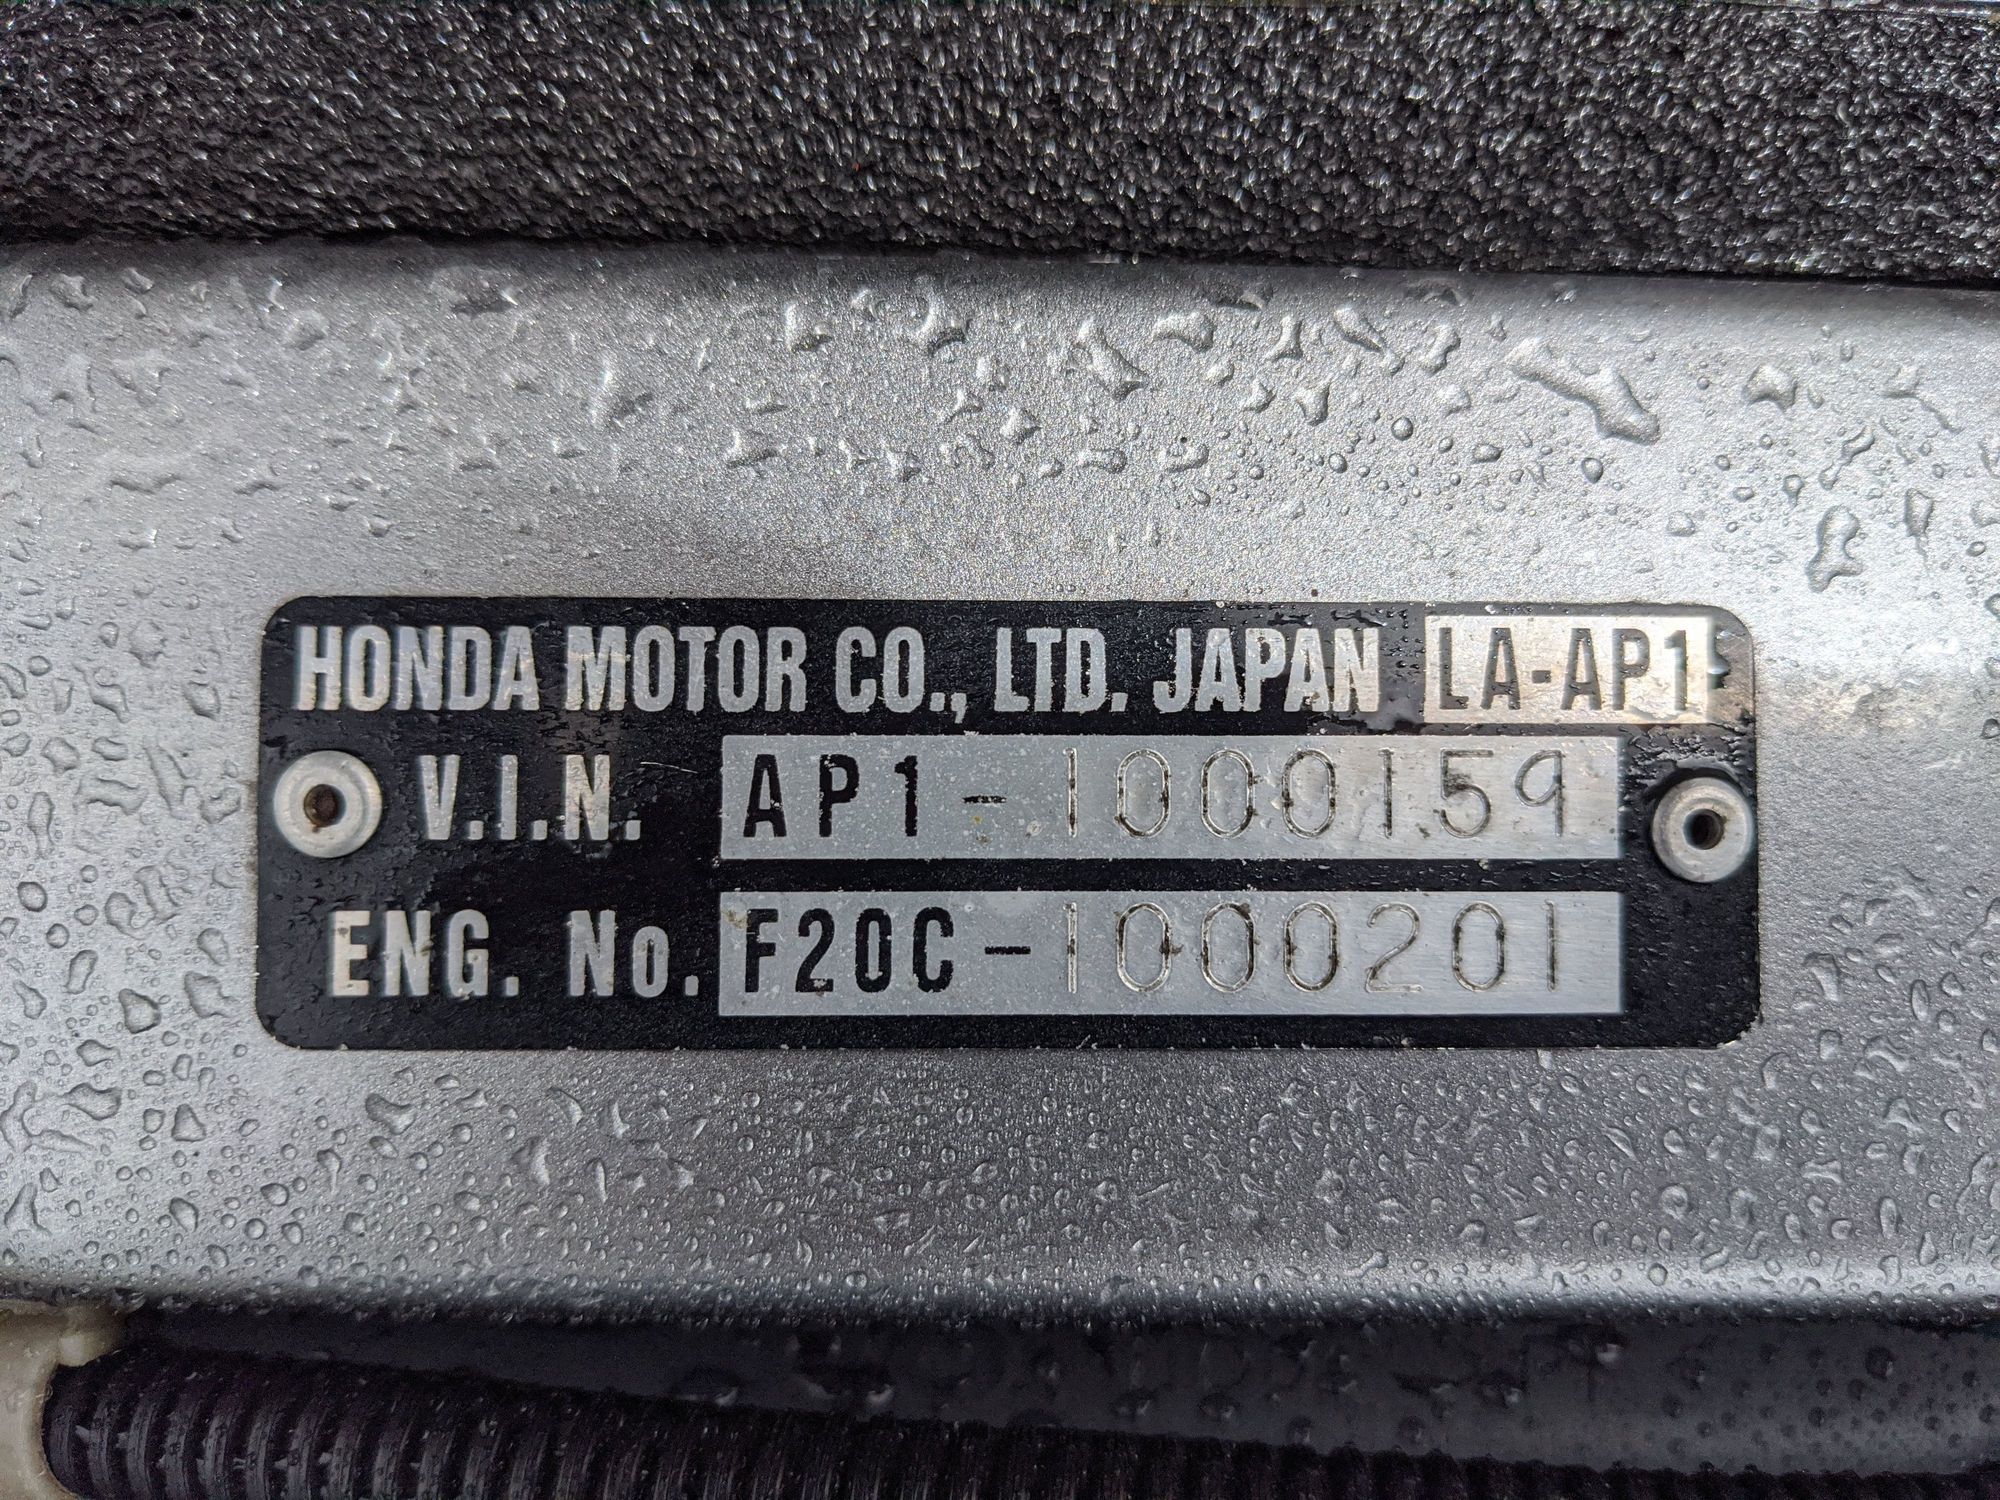 HONDA MOTOR CO., LTD. JAPAN LA-AP1
V.I.N. AP1-1000159
ENG. No. F20C-1000201